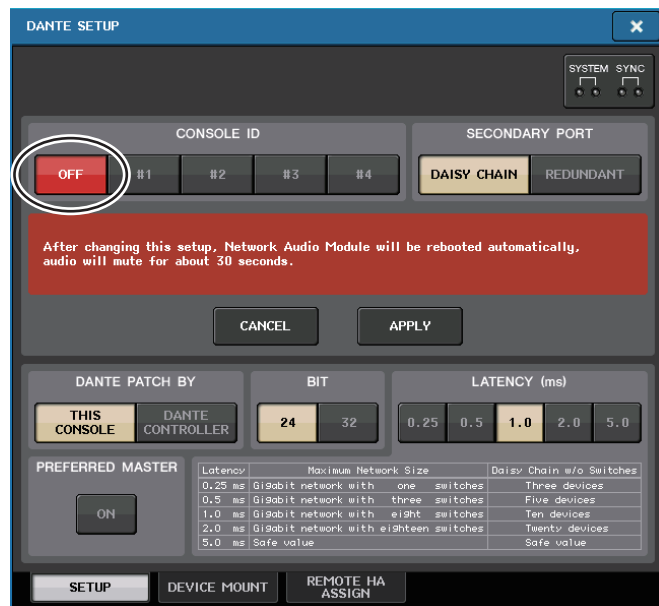 DANTE SETUP
SYSTEM SYNC
CONSOLE ID
SECONDARY PORT
OFF #1 #2 #3 #4
DAISY CHAIN REDUNDANT
After changing this setup, Network Audio Module will be rebooted automatically,
audio will mute for about 30 seconds.
CANCEL APPLY
DANTE PATCH BY
BIT
LATENCY (ms)
THIS CONSOLE DANTE CONTROLLER
24 32
0.25 0.5 1.0 2.0 5.0
PREFERRED MASTER
ON
Latency Maximum Network Size Daisy Chain w/o Switches
0.25 ms Gigabit network with one switches Three devices
0.5 ms Gigabit network with three switches Five devices
1.0 ms Gigabit network with eight switches Ten devices
2.0 ms Gigabit network with eighteen switches Twenty devices
5.0 ms Safe value Safe value
SETUP DEVICE MOUNT REMOTE HA ASSIGN